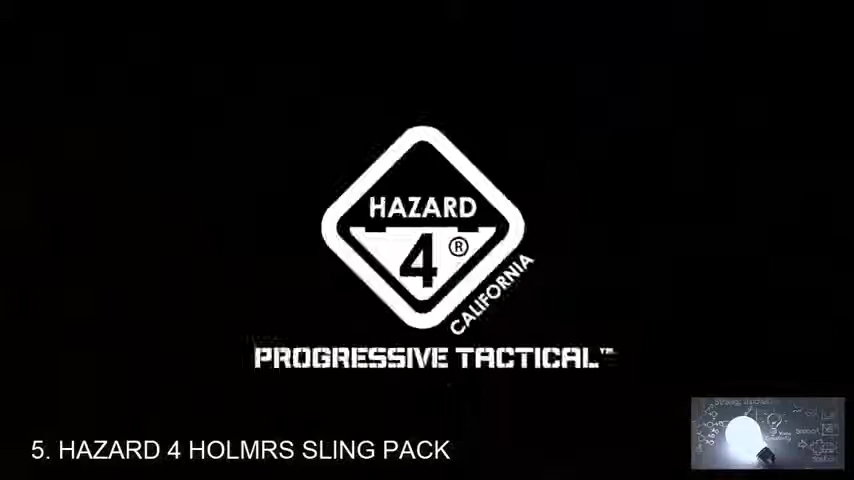 HAZARD
4®
CALIFORNIA
PROGRESSIVE TACTICAL™
5. HAZARD 4 HOLMRS SLING PACK